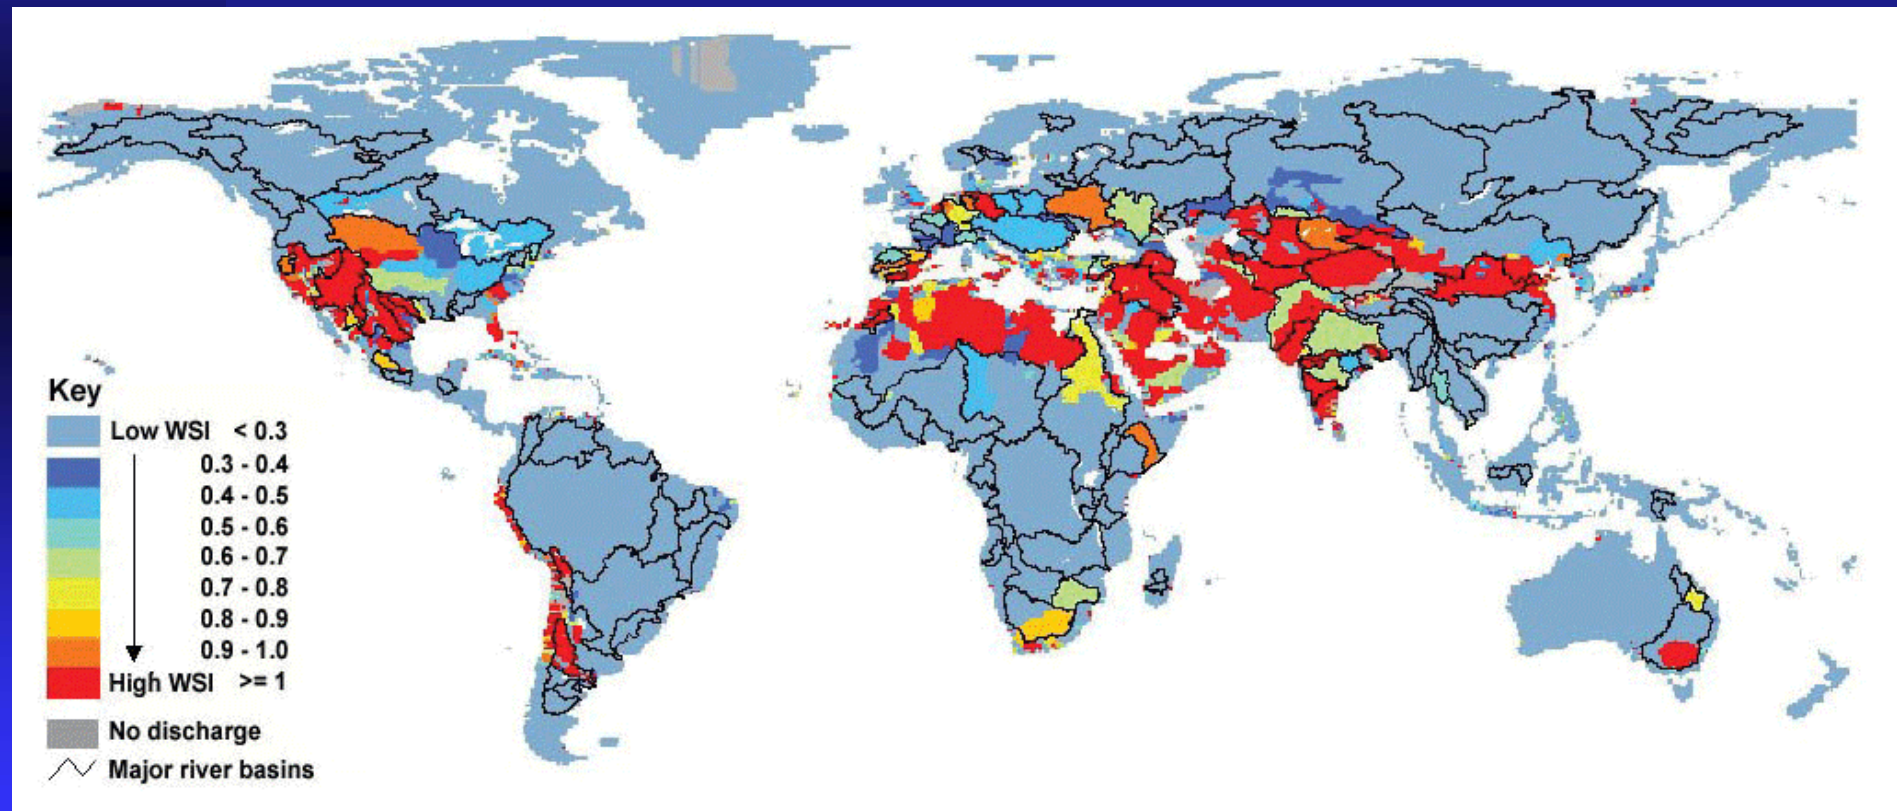 Key
Low WSI < 0.3
0.3 - 0.4
0.4 - 0.5
0.5 - 0.6
0.6 - 0.7
0.7 - 0.8
0.8 - 0.9
0.9 - 1.0
High WSI >= 1
No discharge
Major river basins